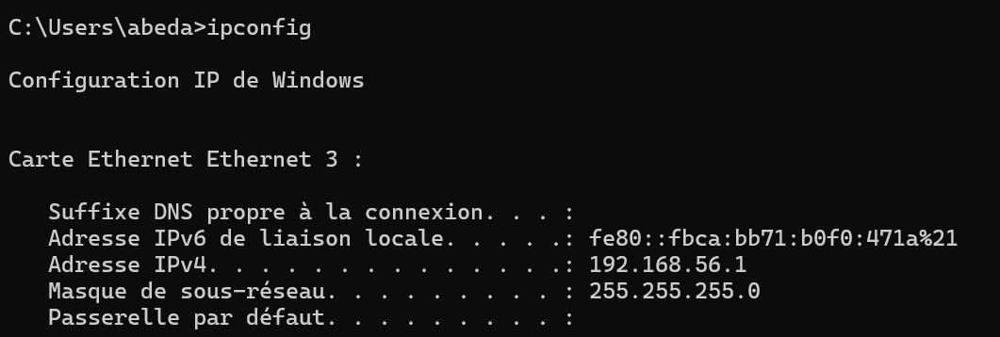 C:\Users\abeda>ipconfig
Configuration IP de Windows
Carte Ethernet Ethernet 3 :
Suffixe DNS propre à la connexion. . . :
Adresse IPv6 de liaison locale. . . . .: fe80::fbca:bb71:b0f0:471a%21
Adresse IPv4. . . . . . . . . . . . . .: 192.168.56.1
Masque de sous-réseau. . . . . . . . . : 255.255.255.0
Passerelle par défaut. . . . . . . . . :